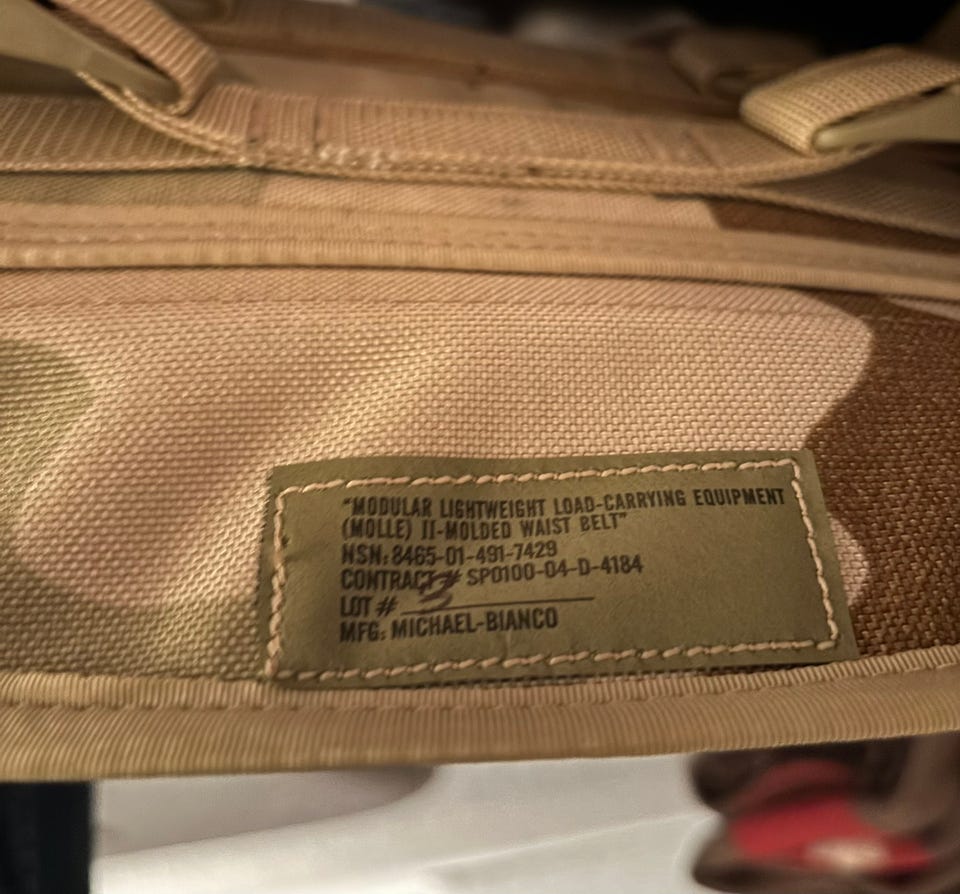 "MODULAR LIGHTWEIGHT LOAD-CARRYING EQUIPMENT
(MOLLE) II-MOLDED WAIST BELT"
NSN: 8465-01-491-7429
CONTRACT# SP0100-04-D-4184
LOT # 3
MFG: MICHAEL-BIANCO